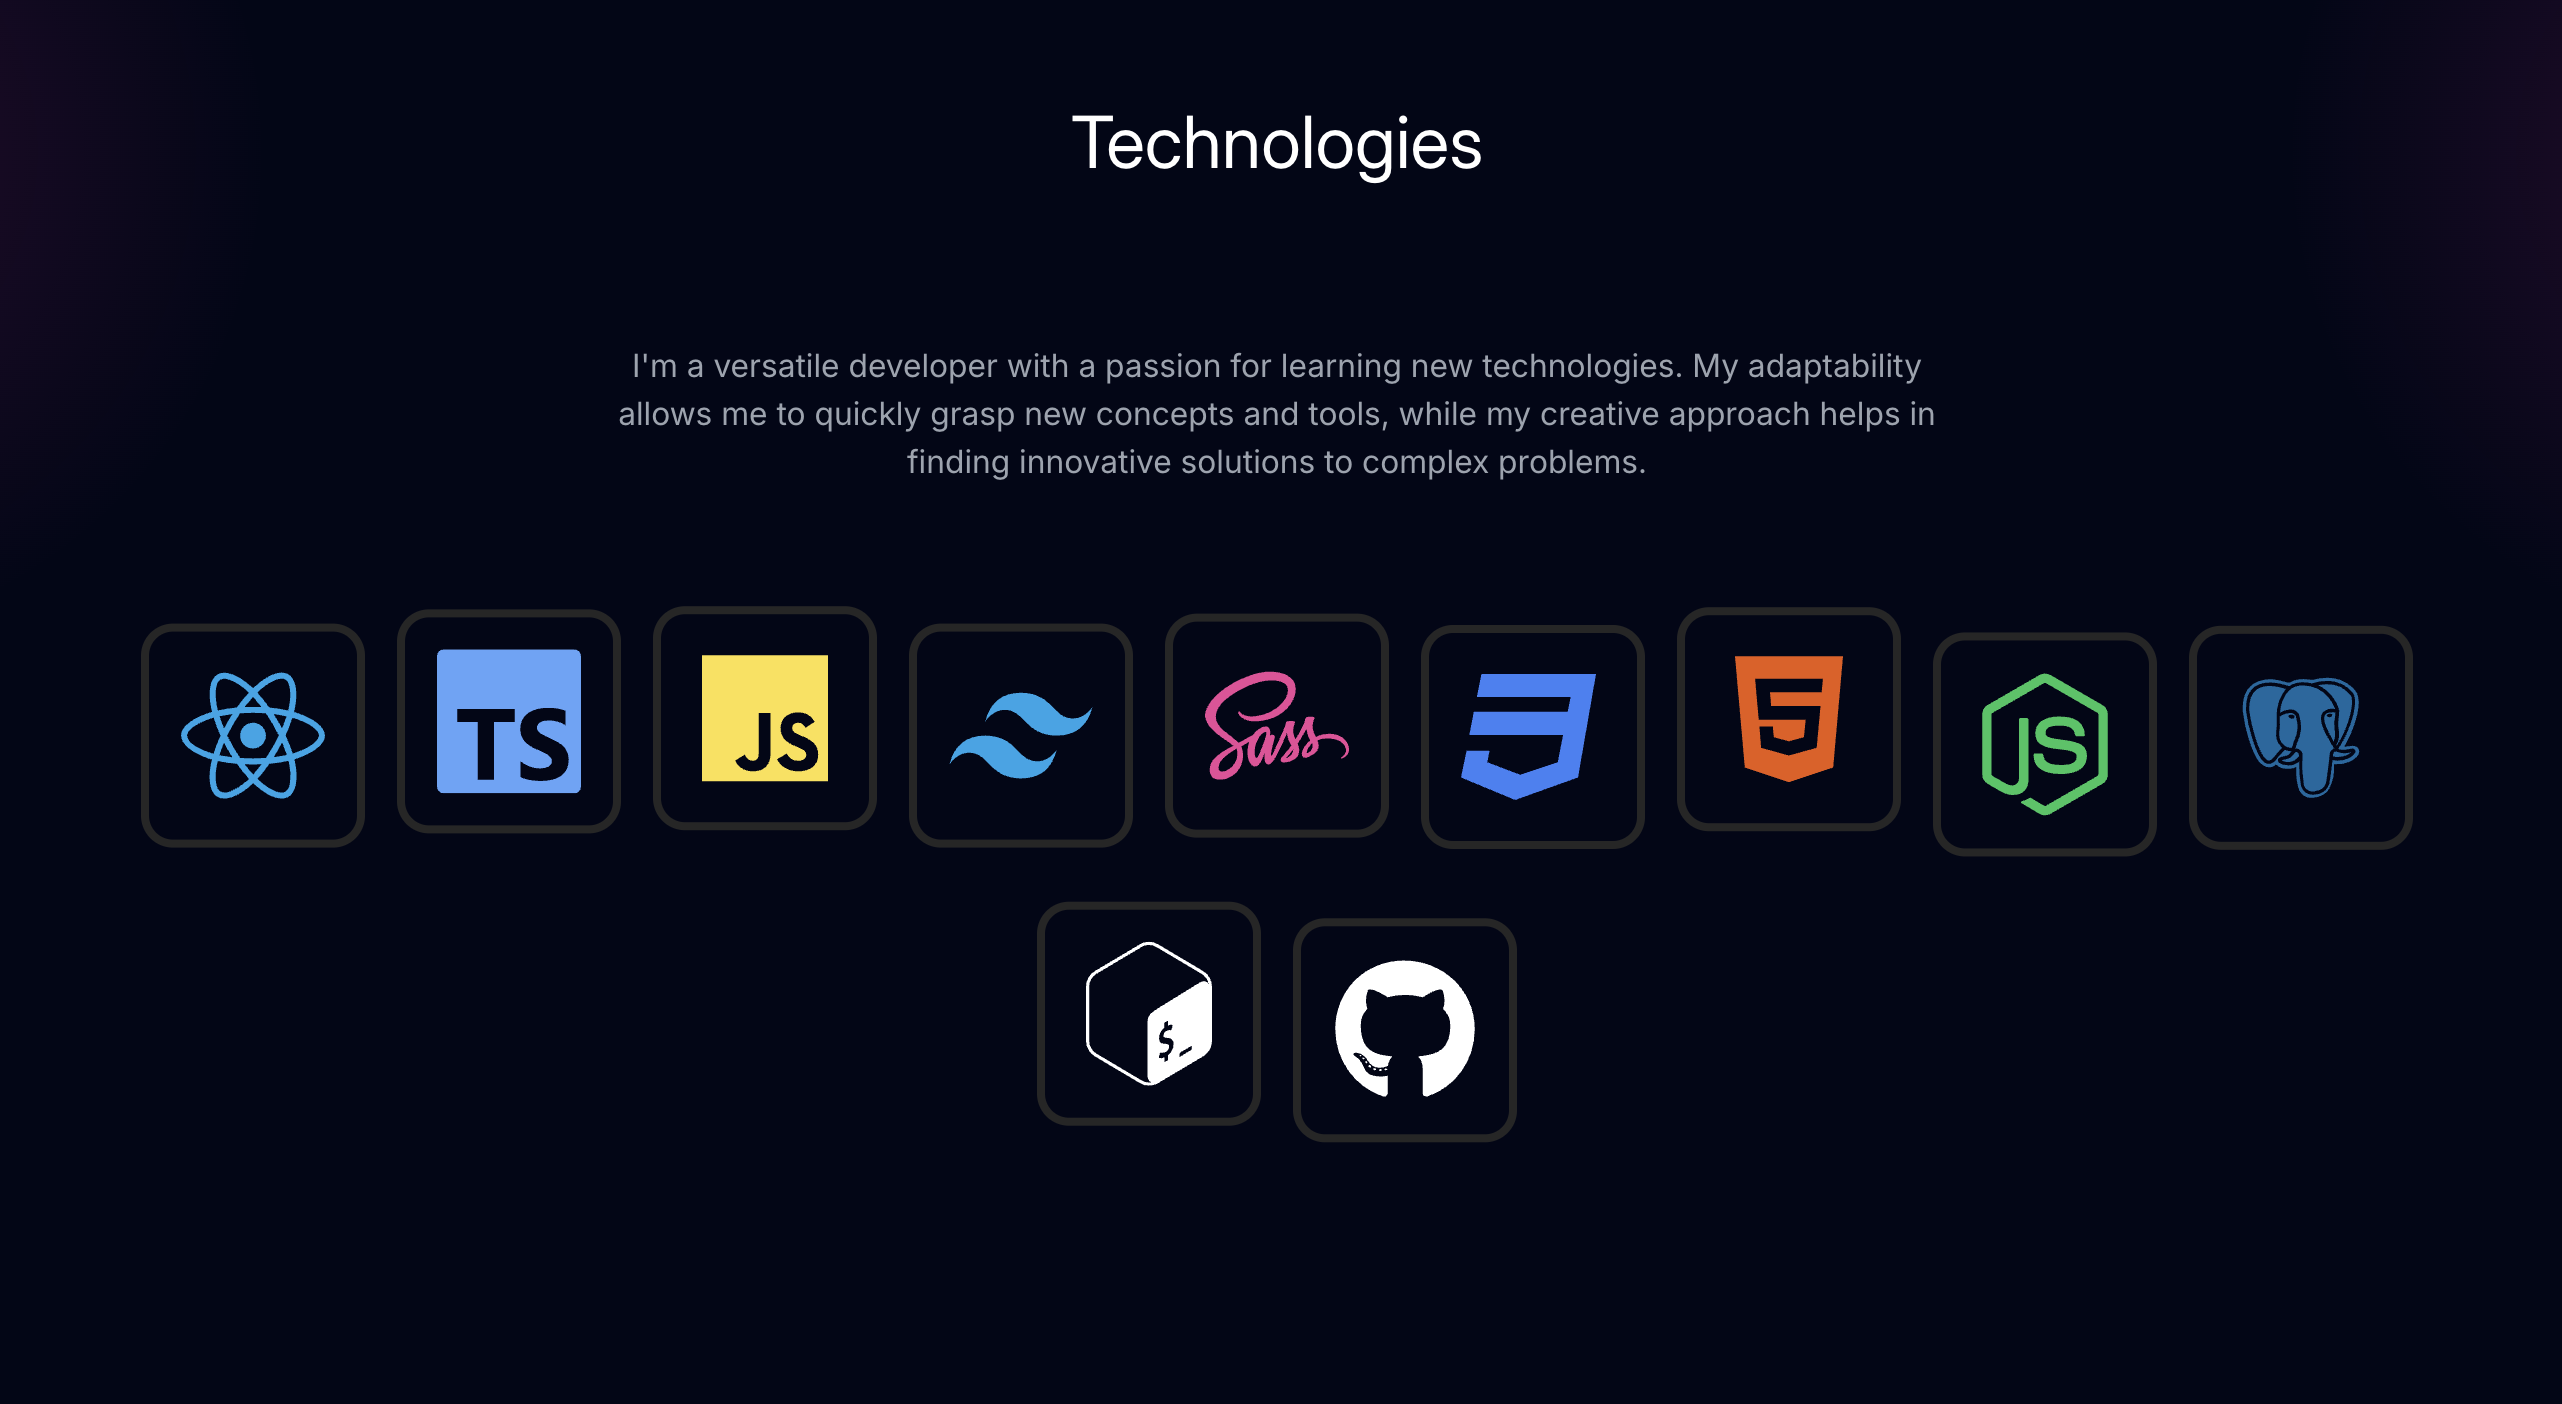 Technologies
I'm a versatile developer with a passion for learning new technologies. My adaptability
allows me to quickly grasp new concepts and tools, while my creative approach helps in
finding innovative solutions to complex problems.
TS
JS
Sass
3
5
JS
$_